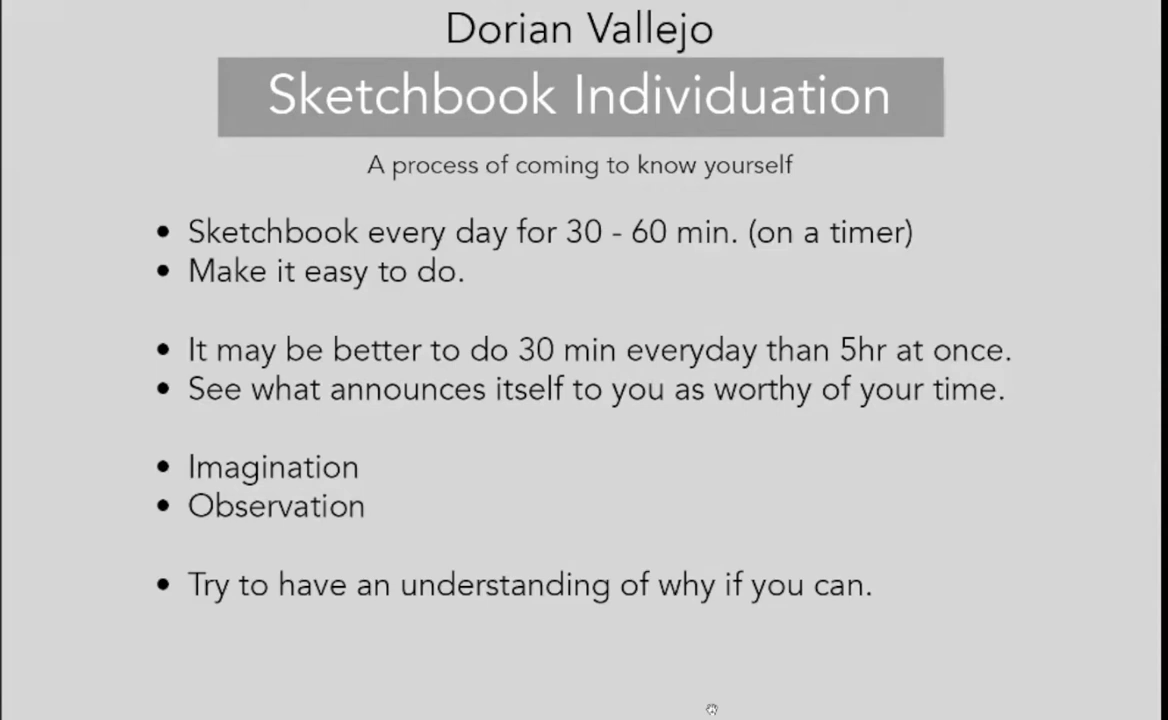 Dorian Vallejo
Sketchbook Individuation
A process of coming to know yourself
• Sketchbook every day for 30 - 60 min. (on a timer)
• Make it easy to do.
• It may be better to do 30 min everyday than 5hr at once.
• See what announces itself to you as worthy of your time.
• Imagination
• Observation
• Try to have an understanding of why if you can.